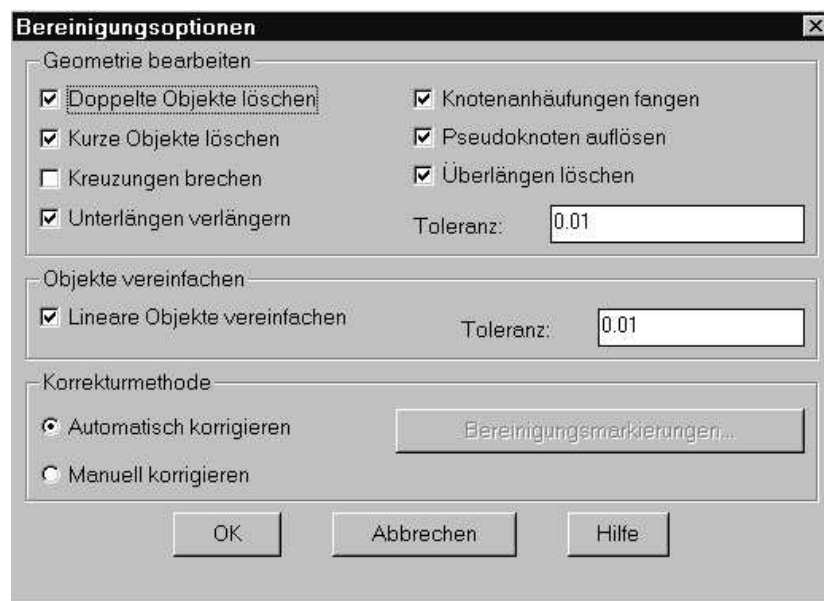 Bereinigungsoptionen
Geometrie bearbeiten
Doppelte Objekte löschen
Knotenanhäufungen fangen
Kurze Objekte löschen
Pseudoknoten auflösen
Kreuzungen brechen
Überlängen löschen
Unterlängen verlängern
Toleranz: 0.01
Objekte vereinfachen
Lineare Objekte vereinfachen
Toleranz: 0.01
Korrekturmethode
Automatisch korrigieren
Bereinigungsmarkierungen...
Manuell korrigieren
OK Abbrechen Hilfe